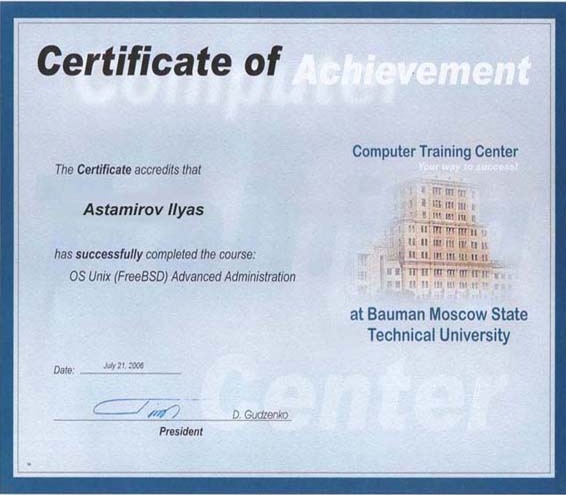 Certificate of Achievement
Computer
Computer Training Center
Your way to success!
The Certificate accredits that
Astamirov Ilyas
has successfully completed the course:
OS Unix (FreeBSD) Advanced Administration
at Bauman Moscow State
Technical University
Date: July 21, 2006
Center
D. Gudzenko
President